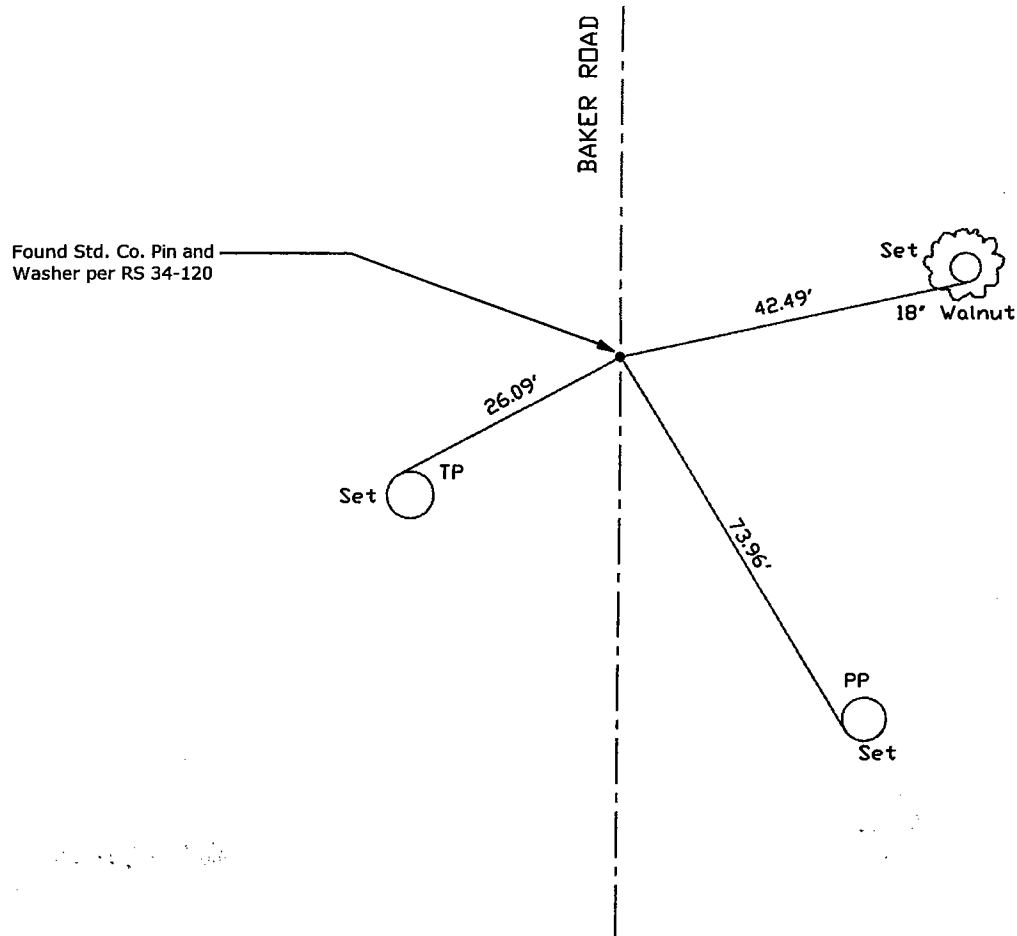 BAKER ROAD
Found Std. Co. Pin and
Washer per RS 34-120
Set
18" Walnut
42.49'
26.09'
TP
Set
73.96'
PP
Set